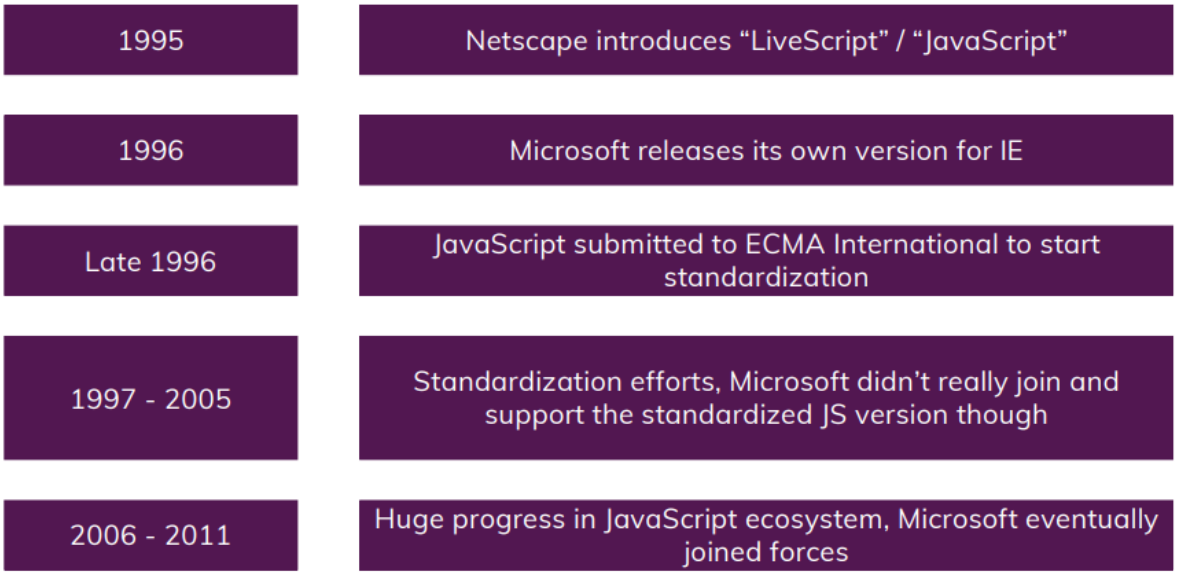 1995
Netscape introduces “LiveScript” / “JavaScript”
1996
Microsoft releases its own version for IE
Late 1996
JavaScript submitted to ECMA International to start
standardization
1997 - 2005
Standardization efforts, Microsoft didn’t really join and
support the standardized JS version though
2006 - 2011
Huge progress in JavaScript ecosystem, Microsoft eventually
joined forces